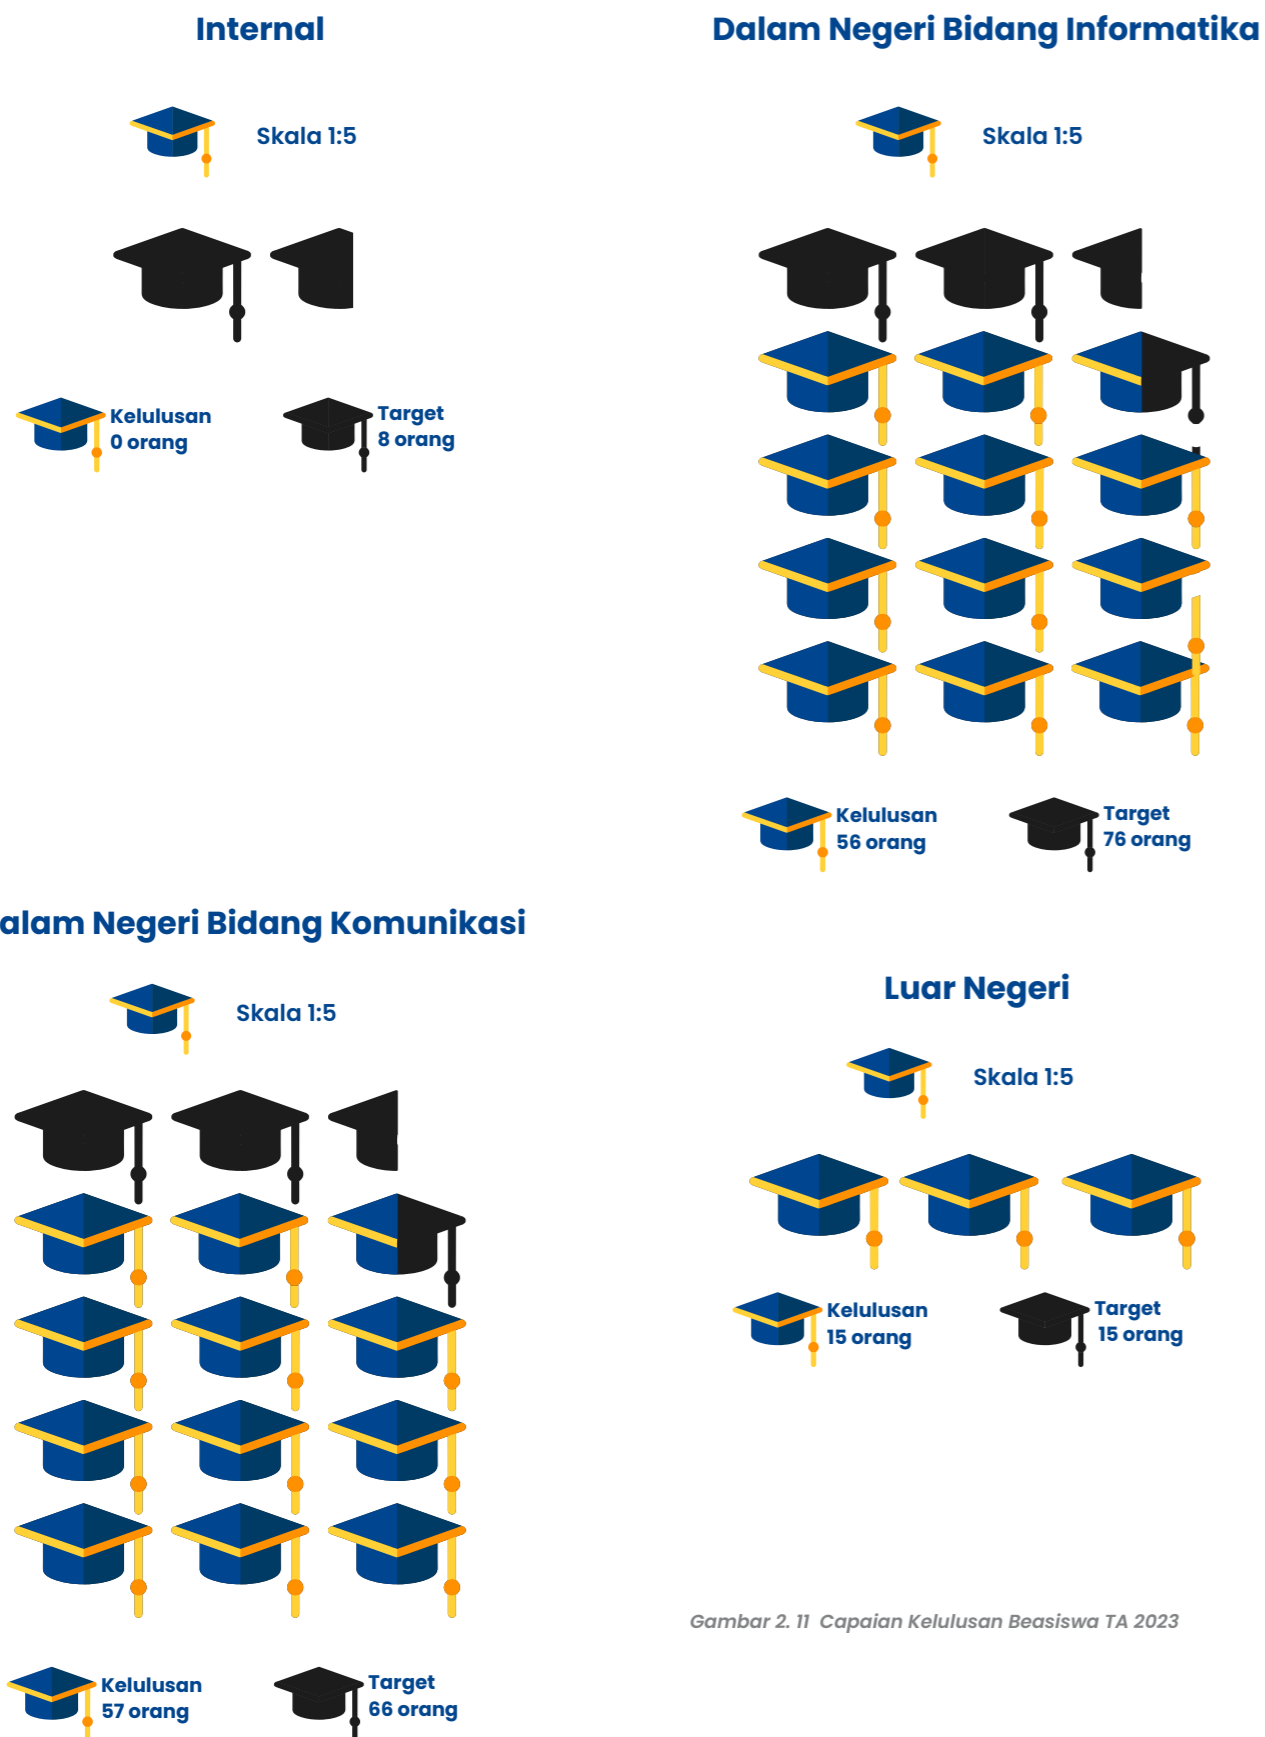 Internal
Skala 1:5
Kelulusan
0 orang
Target
8 orang
Dalam Negeri Bidang Informatika
Skala 1:5
Kelulusan
56 orang
Target
76 orang
alam Negeri Bidang Komunikasi
Skala 1:5
Kelulusan
57 orang
Target
66 orang
Luar Negeri
Skala 1:5
Kelulusan
15 orang
Target
15 orang
Gambar 2. 11 Capaian Kelulusan Beasiswa TA 2023